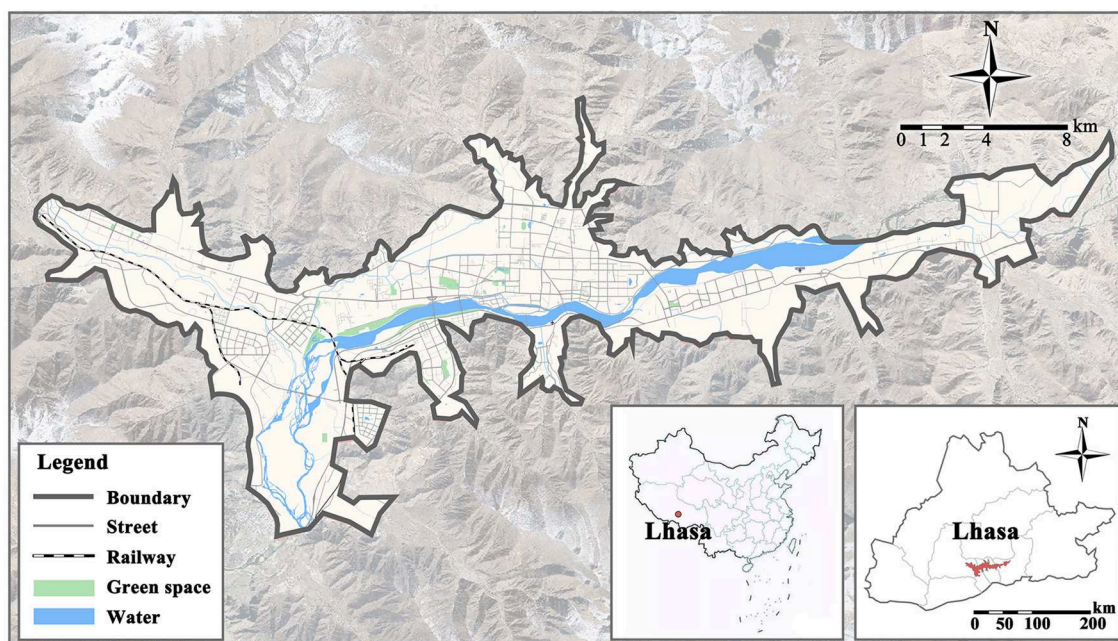 N
km
0 1 2 4 8
Legend
Boundary
Street
Railway
Green space
Water
Lhasa
N
Lhasa
km
0 50 100 200